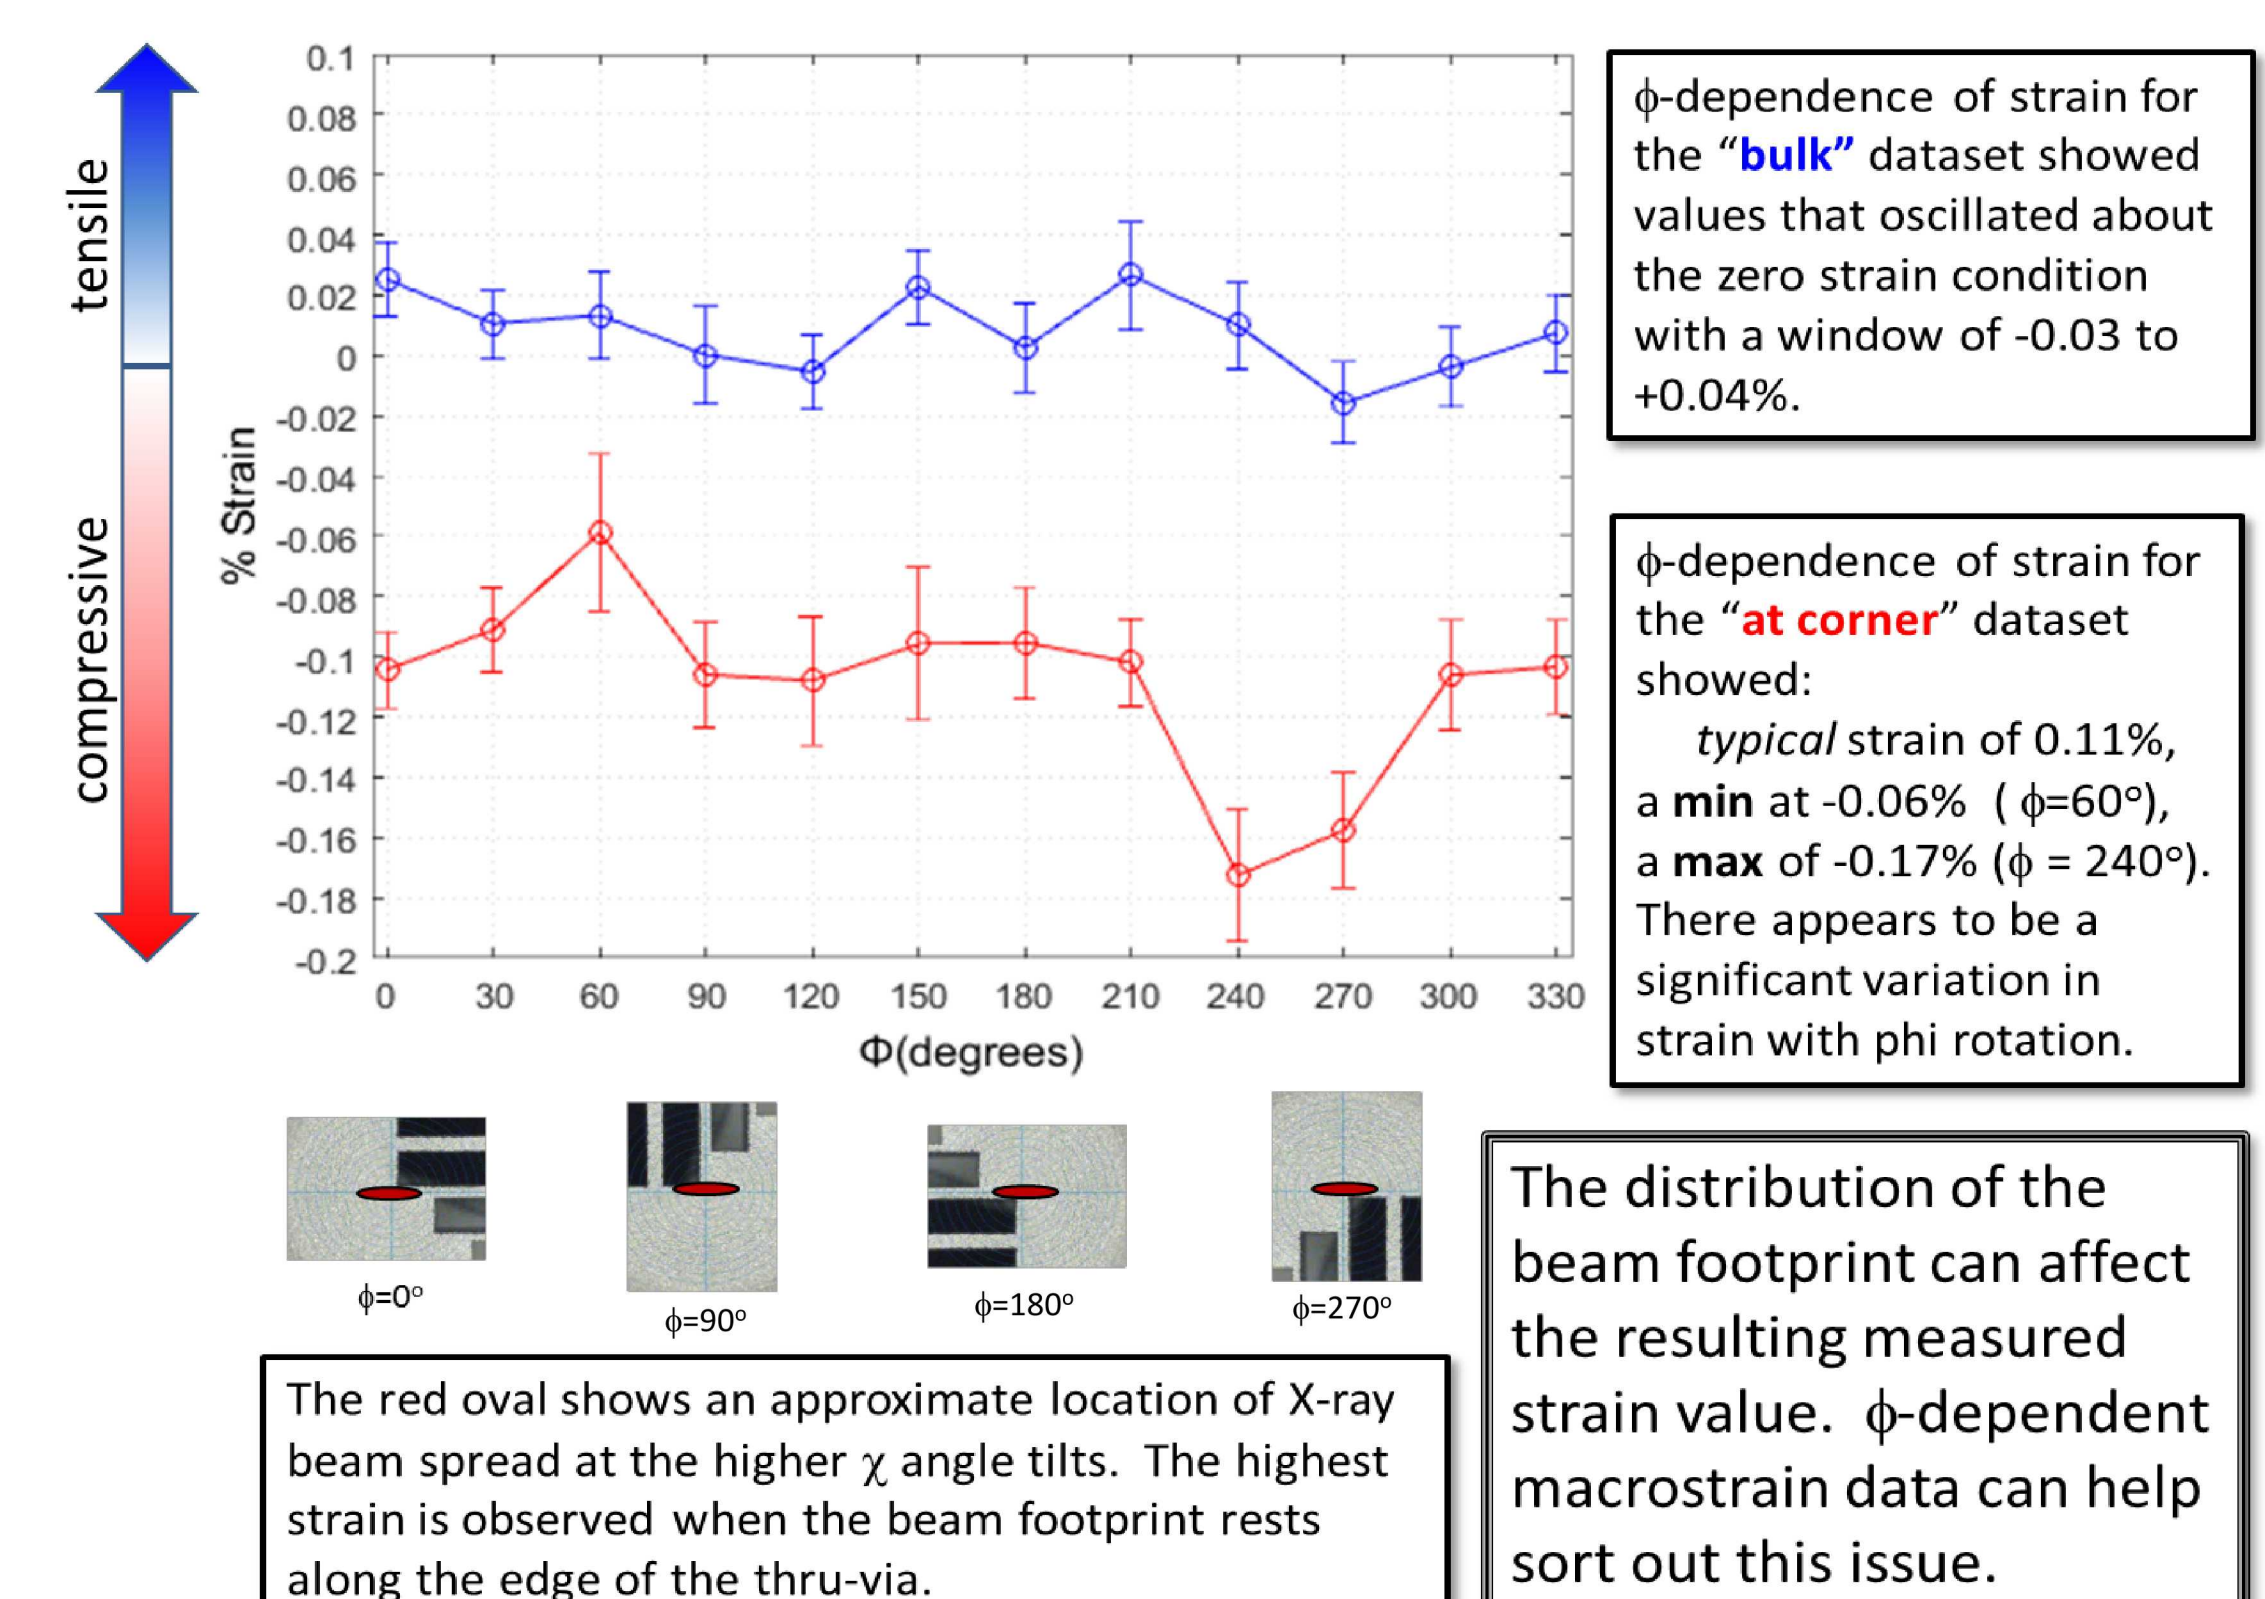 tensile
compressive
% Strain
0.1
0.08
0.06
0.04
0.02
0
-0.02
-0.04
-0.06
-0.08
-0.1
-0.12
-0.14
-0.16
-0.18
-0.2
0 30 60 90 120 150 180 210 240 270 300 330
Φ(degrees)
ϕ-dependence of strain for
the “bulk” dataset showed
values that oscillated about
the zero strain condition
with a window of -0.03 to
+0.04%.
ϕ-dependence of strain for
the “at corner” dataset
showed:
typical strain of 0.11%,
a min at -0.06% ( ϕ=60º),
a max of -0.17% (ϕ = 240º).
There appears to be a
significant variation in
strain with phi rotation.
ϕ=0º
ϕ=90º
ϕ=180º
ϕ=270º
The red oval shows an approximate location of X-ray
beam spread at the higher χ angle tilts. The highest
strain is observed when the beam footprint rests
along the edge of the thru-via.
The distribution of the
beam footprint can affect
the resulting measured
strain value. ϕ-dependent
macrostrain data can help
sort out this issue.